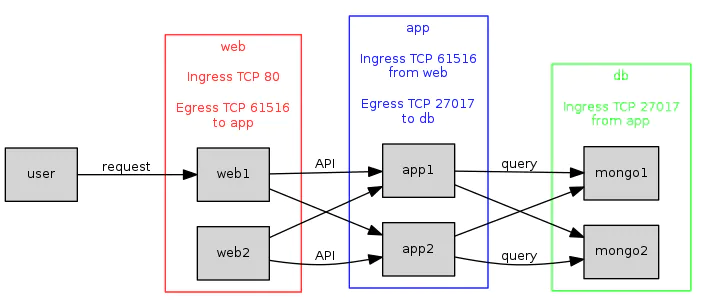 web
Ingress TCP 80
Egress TCP 61516
to app
app
Ingress TCP 61516
from web
Egress TCP 27017
to db
db
Ingress TCP 27017
from app
user
request
web1
API
app1
query
mongo1
web2
API
app2
query
mongo2